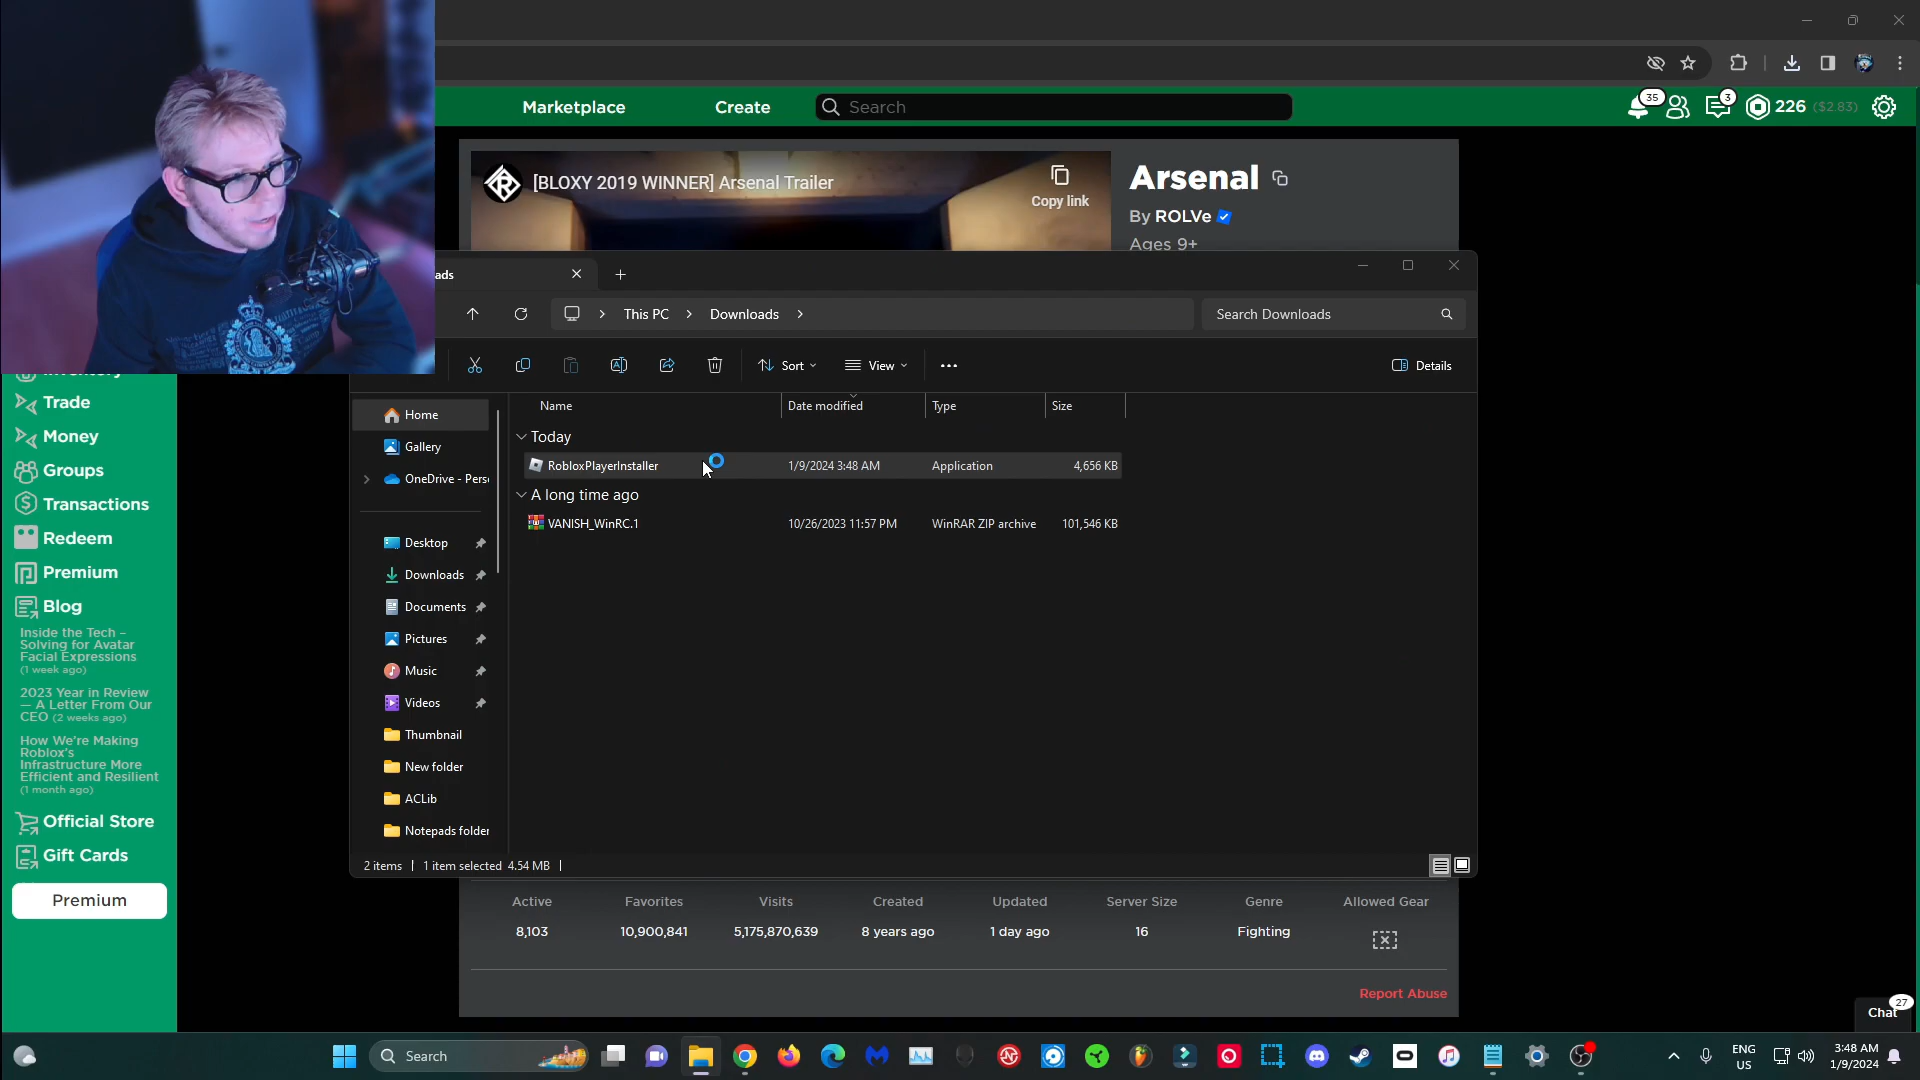 Marketplace
Create
Search
35
3
226 ($2.83)
[BLOXY 2019 WINNER] Arsenal Trailer
Copy link
Arsenal
By ROLVe
Ages 9+
ads
This PC
Downloads
Search Downloads
Sort
View
Details
Name
Date modified
Type
Size
Today
RobloxPlayerInstaller
1/9/2024 3:48 AM
Application
4,656 KB
A long time ago
VANISH_WinRC.1
10/26/2023 11:57 PM
WinRAR ZIP archive
101,546 KB
Home
Gallery
OneDrive - Pers
Desktop
Downloads
Documents
Pictures
Music
Videos
Thumbnail
New folder
ACLib
Notepads folder
2 items
1 item selected 4.54 MB
Trade
Money
Groups
Transactions
Redeem
Premium
Blog
Inside the Tech -
Solving for Avatar
Facial Expressions
(1 week ago)
2023 Year in Review
— A Letter From Our
CEO (2 weeks ago)
How We're Making
Roblox's
Infrastructure More
Efficient and Resilient
(1 month ago)
Official Store
Gift Cards
Premium
Active
Favorites
Visits
Created
Updated
Server Size
Genre
Allowed Gear
8,103
10,900,841
5,175,870,639
8 years ago
1 day ago
16
Fighting
Report Abuse
Chat
27
Search
ENG
US
3:48 AM
1/9/2024